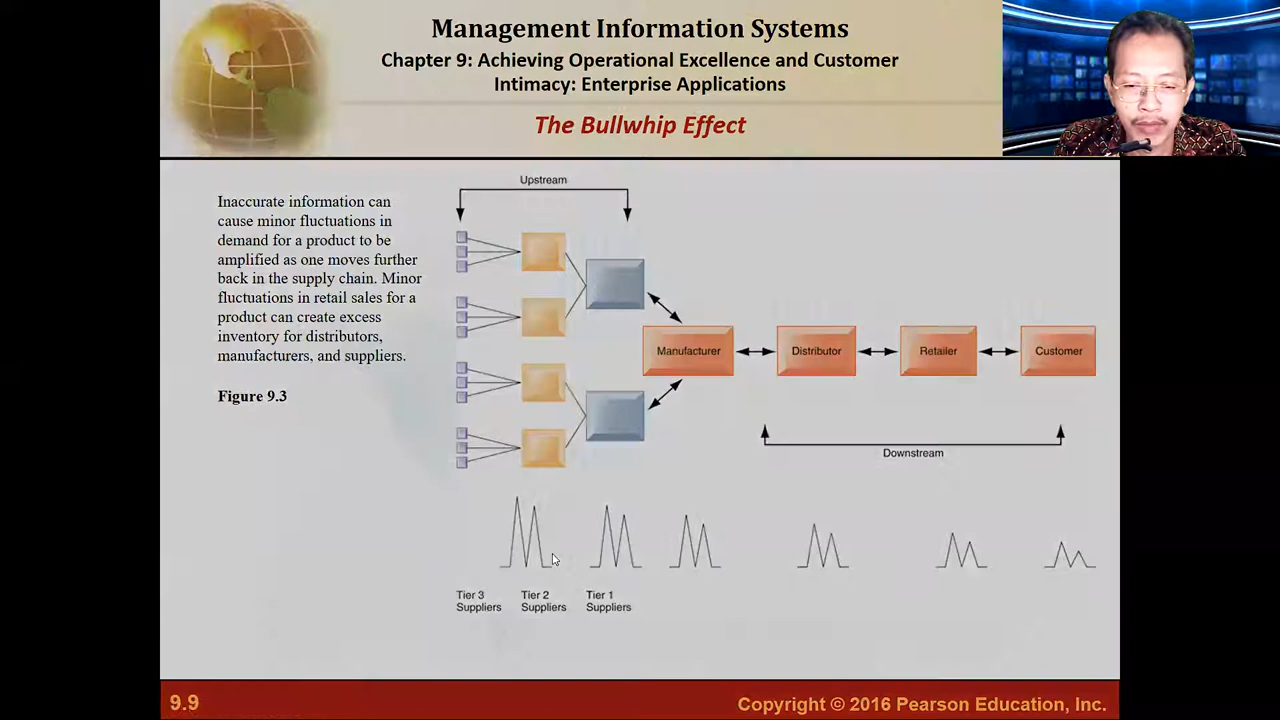 Management Information Systems
Chapter 9: Achieving Operational Excellence and Customer
Intimacy: Enterprise Applications
The Bullwhip Effect
Inaccurate information can
cause minor fluctuations in
demand for a product to be
amplified as one moves further
back in the supply chain. Minor
fluctuations in retail sales for a
product can create excess
inventory for distributors,
manufacturers, and suppliers.
Figure 9.3
Upstream
Manufacturer
Distributor
Retailer
Customer
Downstream
Tier 3
Suppliers
Tier 2
Suppliers
Tier 1
Suppliers
9.9
Copyright © 2016 Pearson Education, Inc.